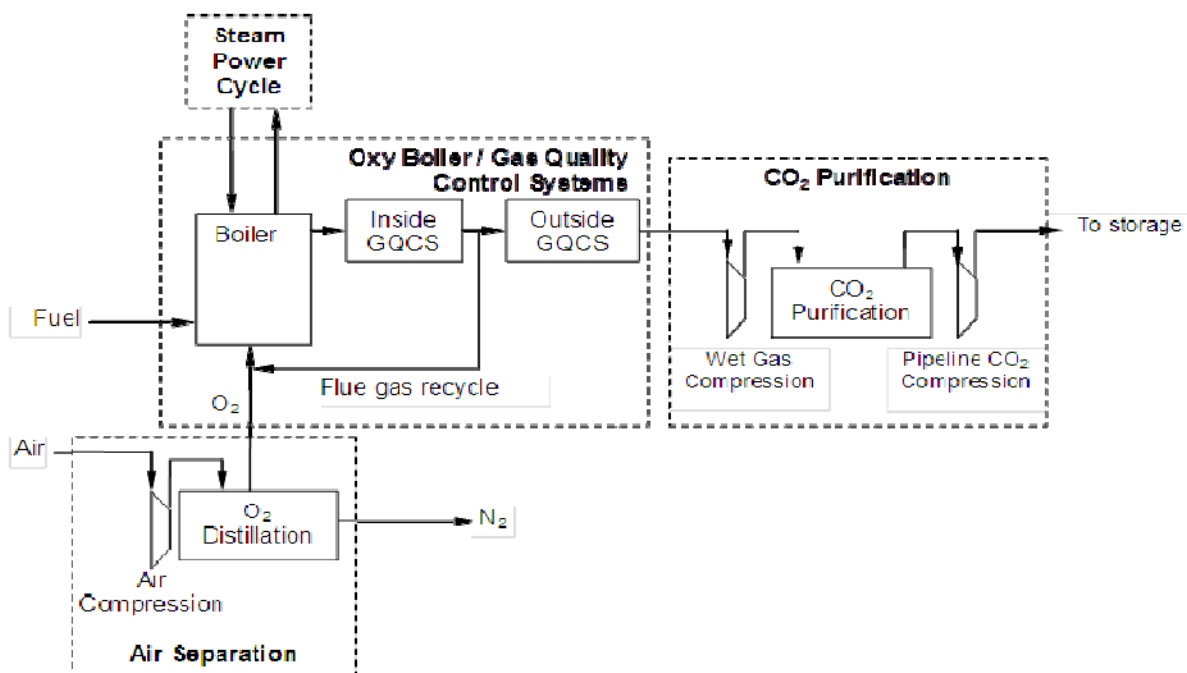 Steam
Power
Cycle
Oxy Boiler / Gas Quality
Control Systems
CO₂ Purification
Boiler
Inside
GQCS
Outside
GQCS
To storage
CO₂
Purification
Fuel
Wet Gas
Compression
Pipeline CO₂
Compression
Flue gas recycle
O₂
Air
O₂
Distillation
N₂
Air
Compression
Air Separation